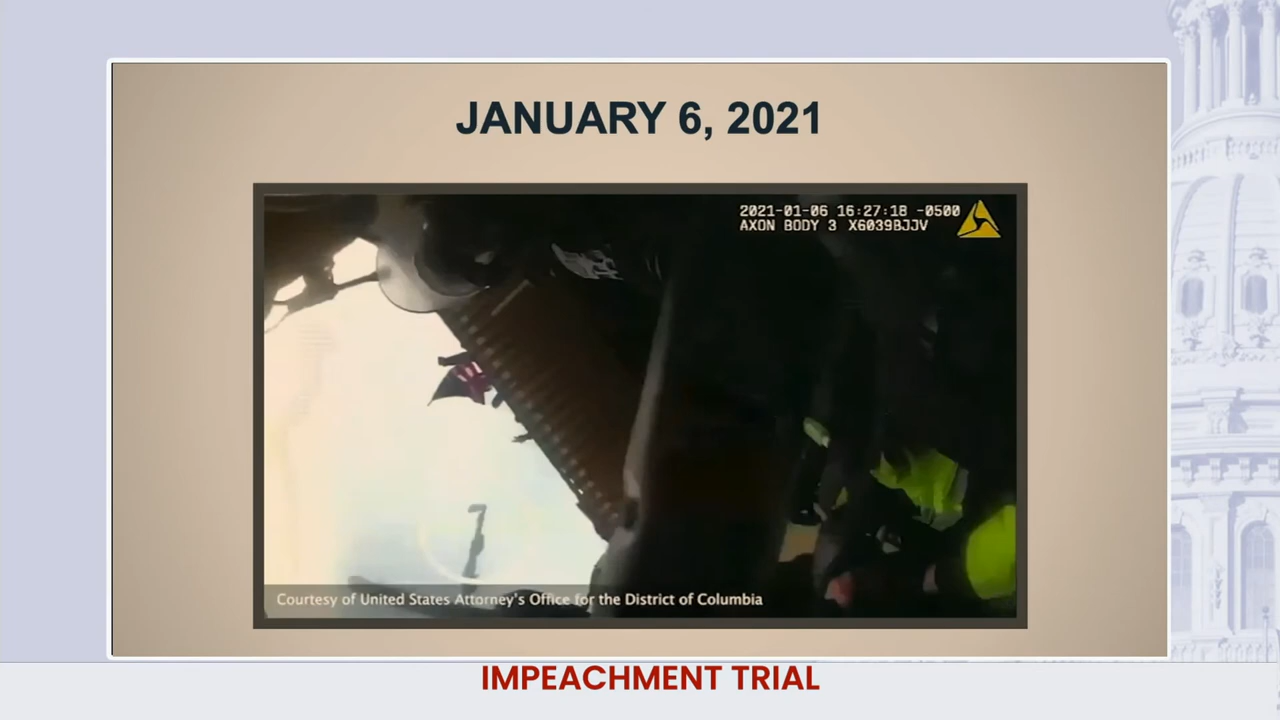 JANUARY 6, 2021
2021-01-06 16:27:18 -0500
AXON BODY 3 X6039BJJV
Courtesy of United States Attorney's Office for the District of Columbia
IMPEACHMENT TRIAL